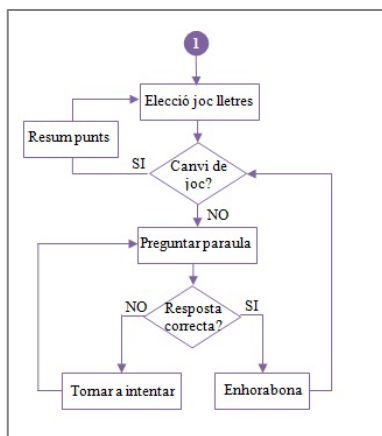 1
Elecció joc lletres
Resum punts
SI
Canvi de
joc?
NO
Preguntar paraula
NO
Resposta
correcta?
SI
Tornar a intentar
Enhorabona